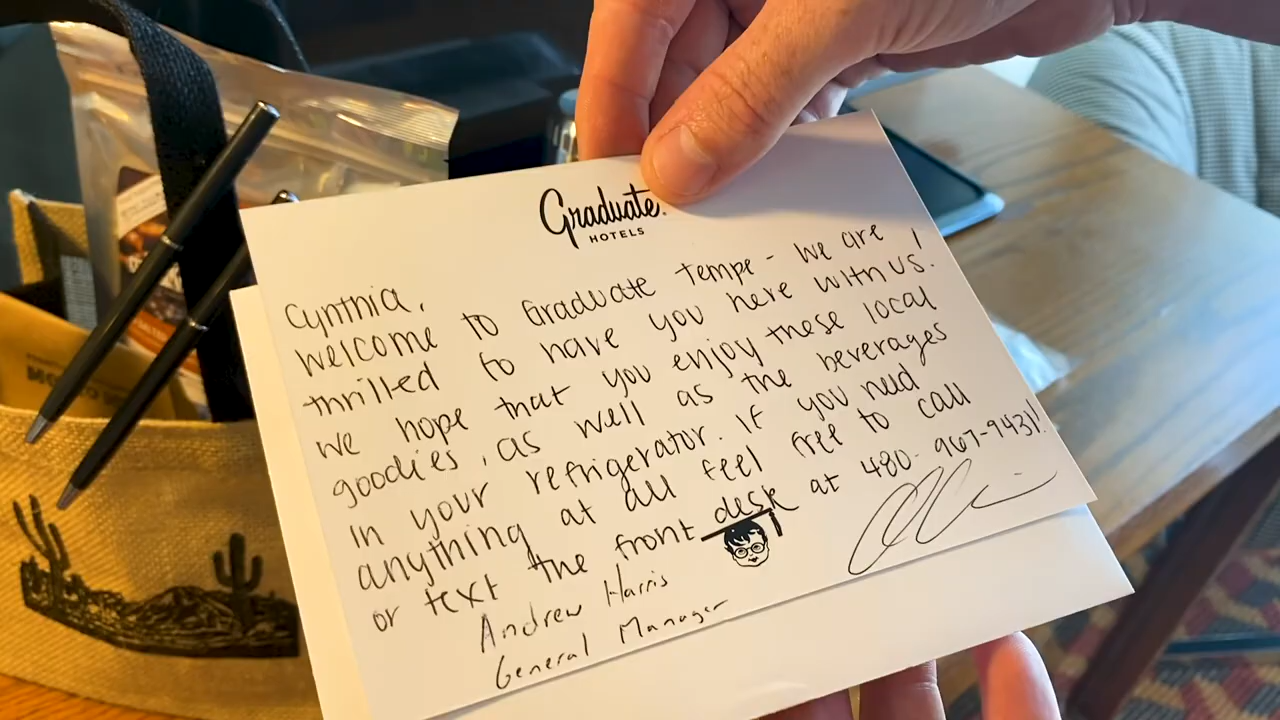 Graduate
HOTELS
Cynthia,
Welcome to Graduate Tempe - We are
thrilled to have you here with us!
We hope that you enjoy these local
goodies, as well as the beverages
in your refrigerator. If you need
anything at all feel free to call
or text the front desk at 480-967-9431!
Andrew Harris
General Manager